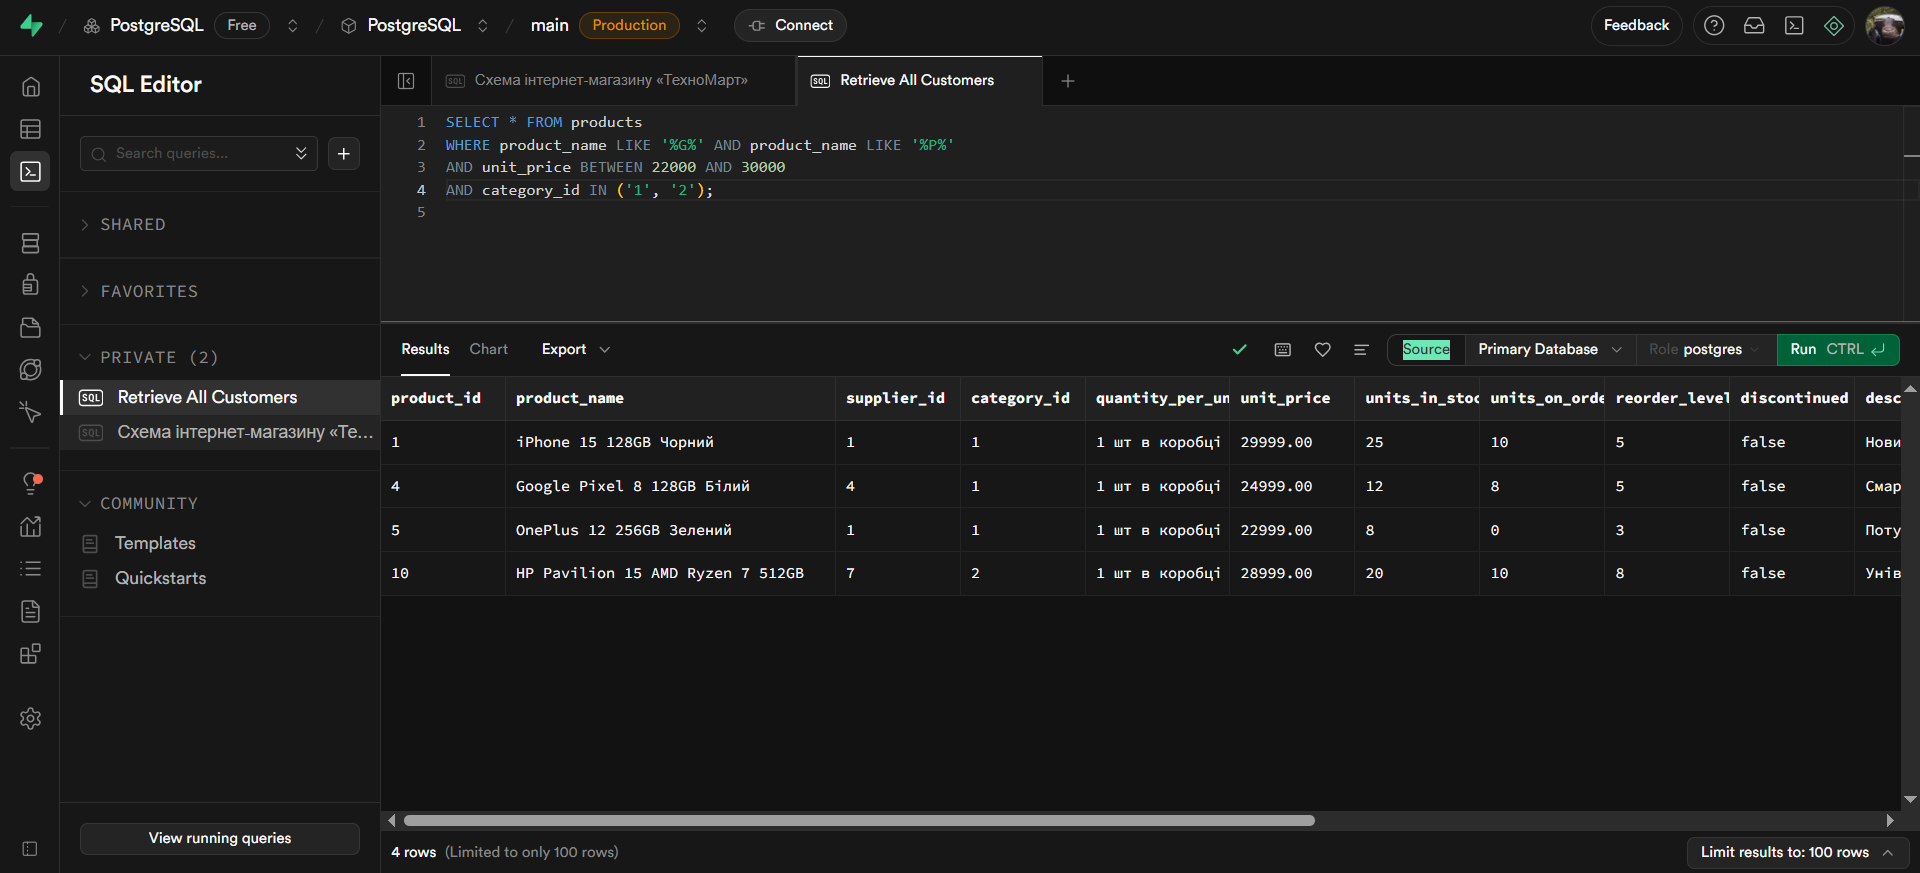 PostgreSQL Free PostgreSQL main Production Connect Feedback
SQL Editor
Search queries...
SHARED
FAVORITES
PRIVATE (2)
SQL Retrieve All Customers
SQL Схема інтернет-магазину «Те...
COMMUNITY
Templates
Quickstarts
View running queries
SQL Схема інтернет-магазину «ТехноМарт» SQL Retrieve All Customers
1 SELECT * FROM products
2 WHERE product_name LIKE '%G%' AND product_name LIKE '%P%'
3 AND unit_price BETWEEN 22000 AND 30000
4 AND category_id IN ('1', '2');
5
Results Chart Export Source Primary Database Role postgres Run CTRL
product_id product_name supplier_id category_id quantity_per_un unit_price units_in_stoc units_on_orde reorder_level discontinued desc
1 iPhone 15 128GB Чорний 1 1 1 шт в коробці 29999.00 25 10 5 false Нови
4 Google Pixel 8 128GB Білий 4 1 1 шт в коробці 24999.00 12 8 5 false Смар
5 OnePlus 12 256GB Зелений 1 1 1 шт в коробці 22999.00 8 0 3 false Поту
10 HP Pavilion 15 AMD Ryzen 7 512GB 7 2 1 шт в коробці 28999.00 20 10 8 false Унів
4 rows (Limited to only 100 rows) Limit results to: 100 rows